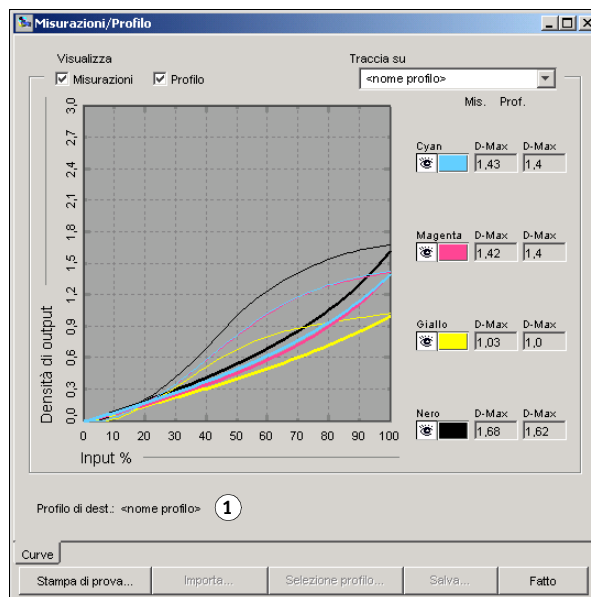 Misurazioni/Profilo
Visualizza
Traccia su
Misurazioni
Profilo
<nome profilo>
Mis. Prof.
Densità di output
3,0
2,7
2,4
2,1
1,8
1,5
1,2
0,9
0,6
0,3
0,0
0 10 20 30 40 50 60 70 80 90 100
Input %
Cyan D-Max D-Max
1,43 1,4
Magenta D-Max D-Max
1,42 1,4
Giallo D-Max D-Max
1,03 1,0
Nero D-Max D-Max
1,68 1,62
Profilo di dest.: <nome profilo> 1
Curve
Stampa di prova... Importa... Selezione profilo... Salva... Fatto